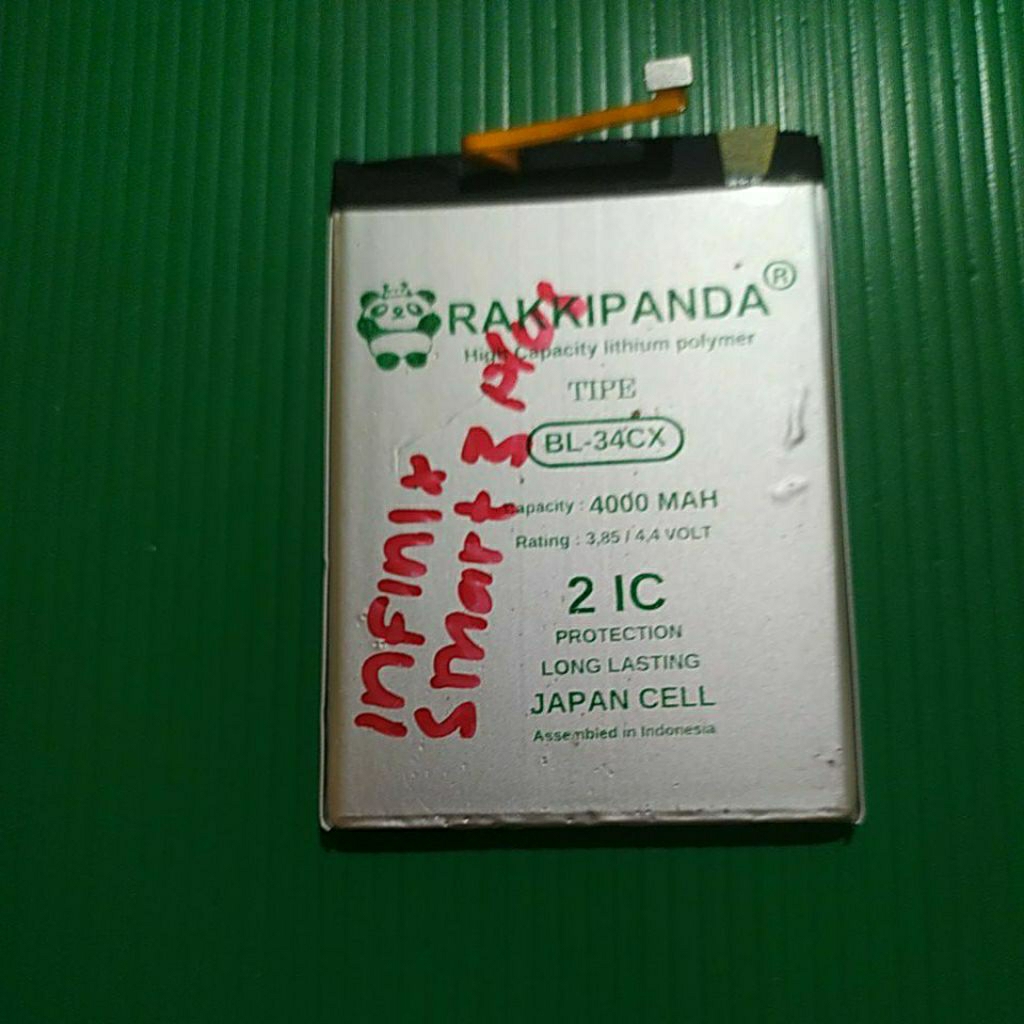 RAKKIPANDA ®
High Capacity lithium polymer
TIPE
BL-34CX
Capacity : 4000 MAH
Rating : 3,85 / 4,4 VOLT
2 IC
PROTECTION
LONG LASTING
JAPAN CELL
Assembled in Indonesia
InFinix
Smart 3 Plus